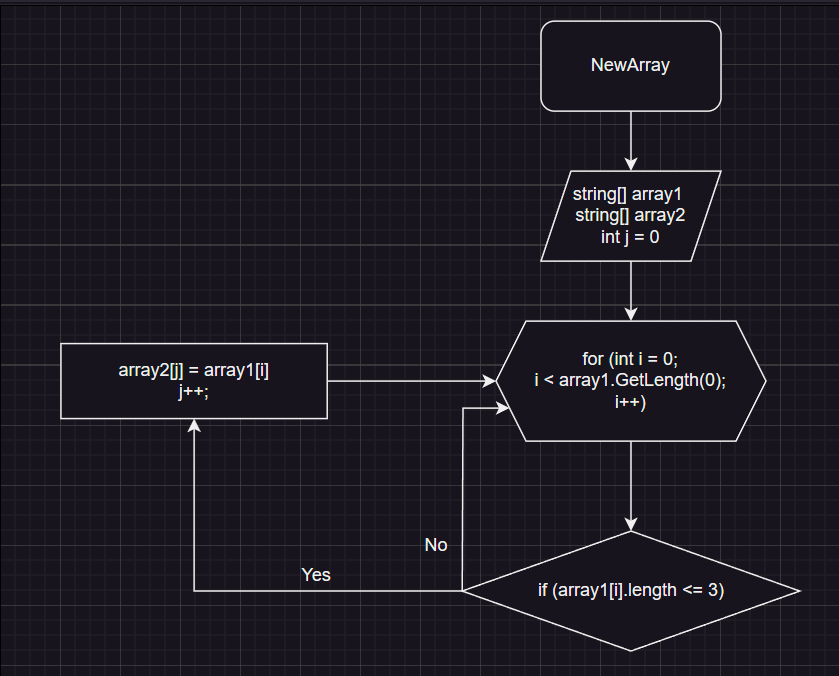 NewArray
string[] array1
string[] array2
int j = 0
for (int i = 0;
i < array1.GetLength(0);
i++)
array2[j] = array1[i]
j++;
No
Yes
if (array1[i].length <= 3)